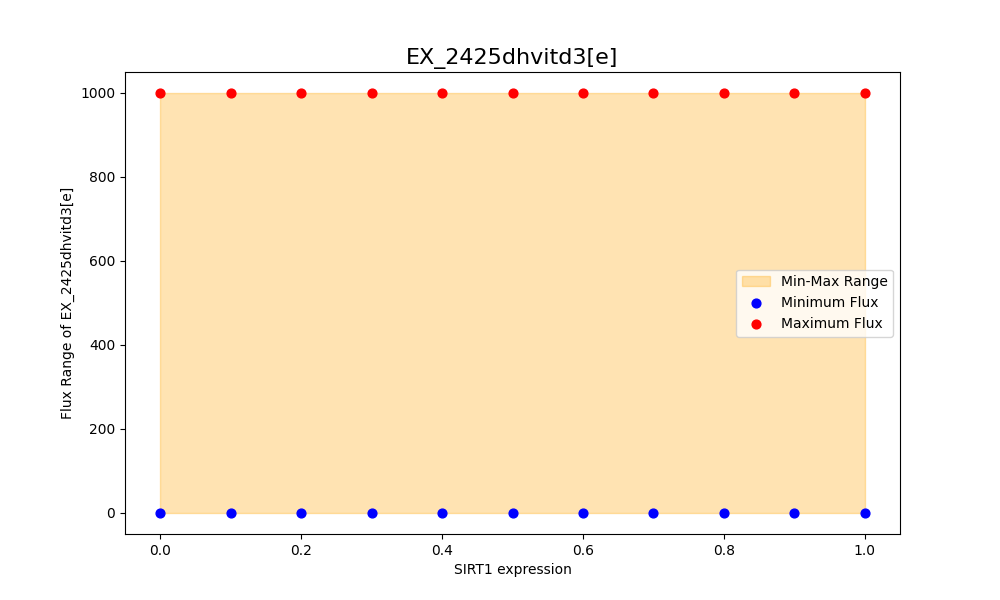 EX_2425dhvitd3[e]
Flux Range of EX_2425dhvitd3[e]
1000
800
600
400
200
0
Min-Max Range
Minimum Flux
Maximum Flux
0.0
0.2
0.4
0.6
0.8
1.0
SIRT1 expression